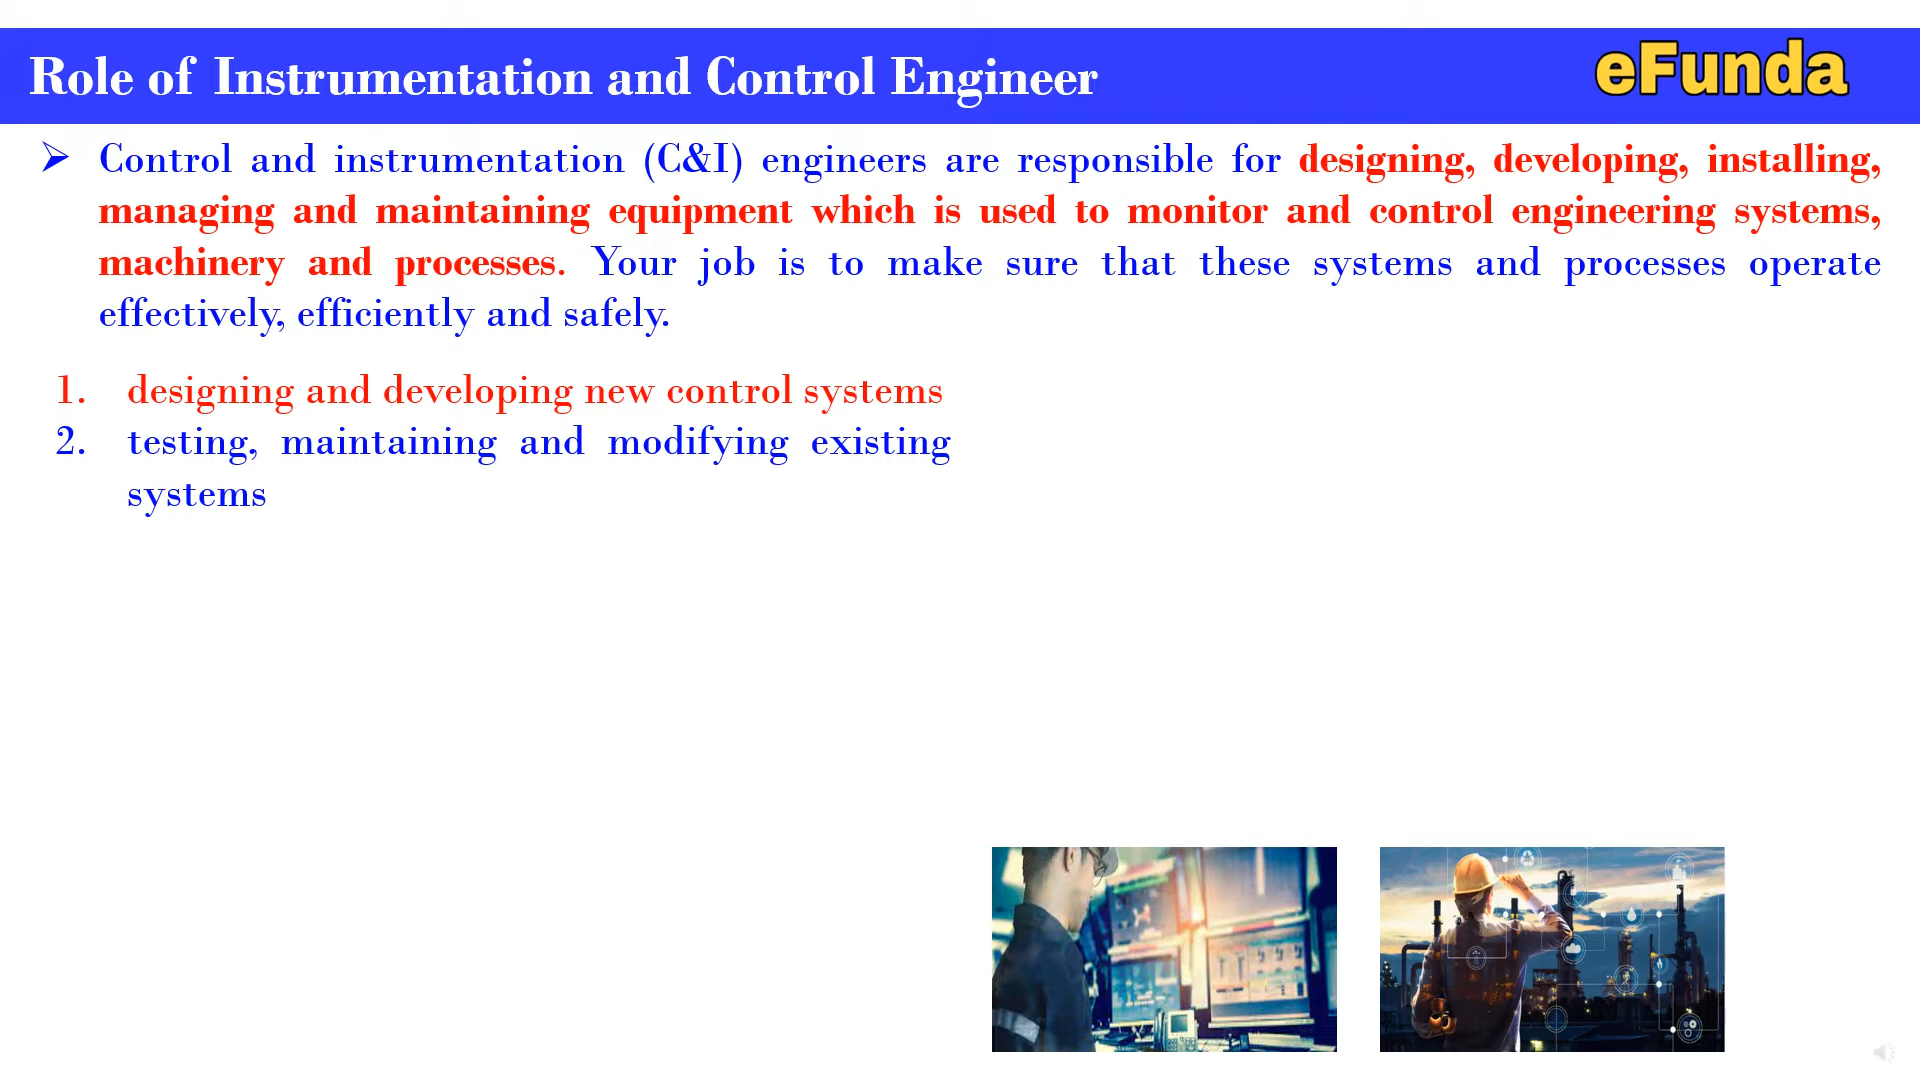 Role of Instrumentation and Control Engineer
eFunda
➢ Control and instrumentation (C&I) engineers are responsible for designing, developing, installing,
managing and maintaining equipment which is used to monitor and control engineering systems,
machinery and processes. Your job is to make sure that these systems and processes operate
effectively, efficiently and safely.
1. designing and developing new control systems
2. testing, maintaining and modifying existing
systems